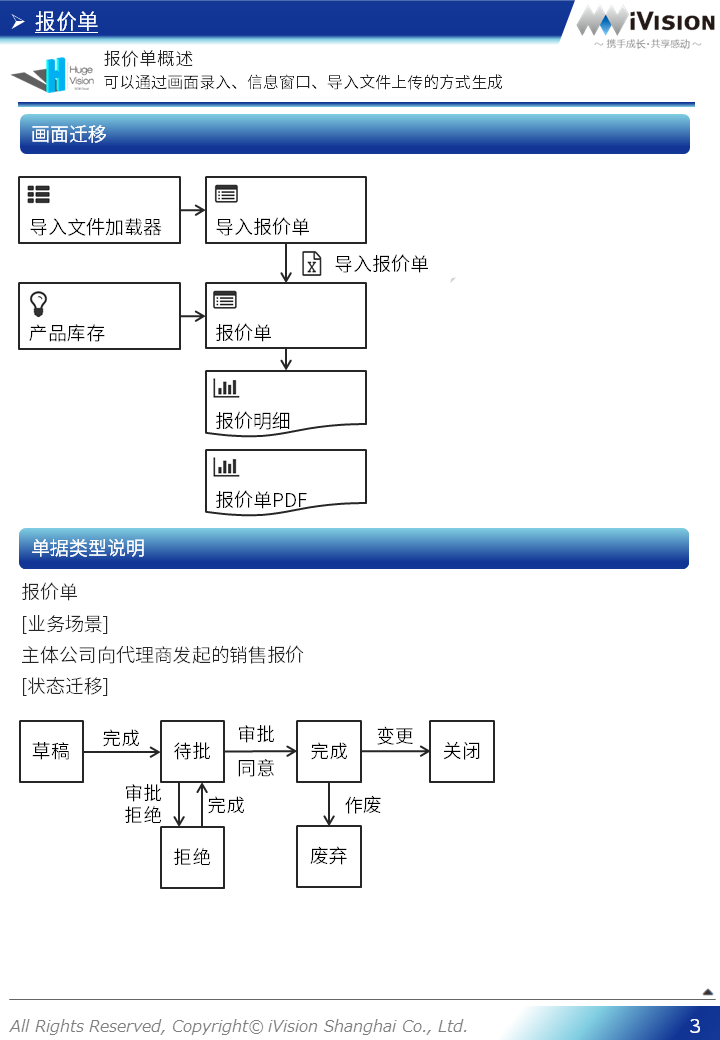 报价单
iVISION
～ 携手成长·共享感动 ～
Huge
Vision
报价单概述
可以通过画面录入、信息窗口、导入文件上传的方式生成
画面迁移
导入文件加载器
导入报价单
导入报价单
产品库存
报价单
报价明细
报价单PDF
单据类型说明
报价单
[业务场景]
主体公司向代理商发起的销售报价
[状态迁移]
草稿
完成
待批
审批
同意
完成
变更
关闭
审批
拒绝
完成
作废
拒绝
废弃
All Rights Reserved, Copyright© iVision Shanghai Co., Ltd.
3